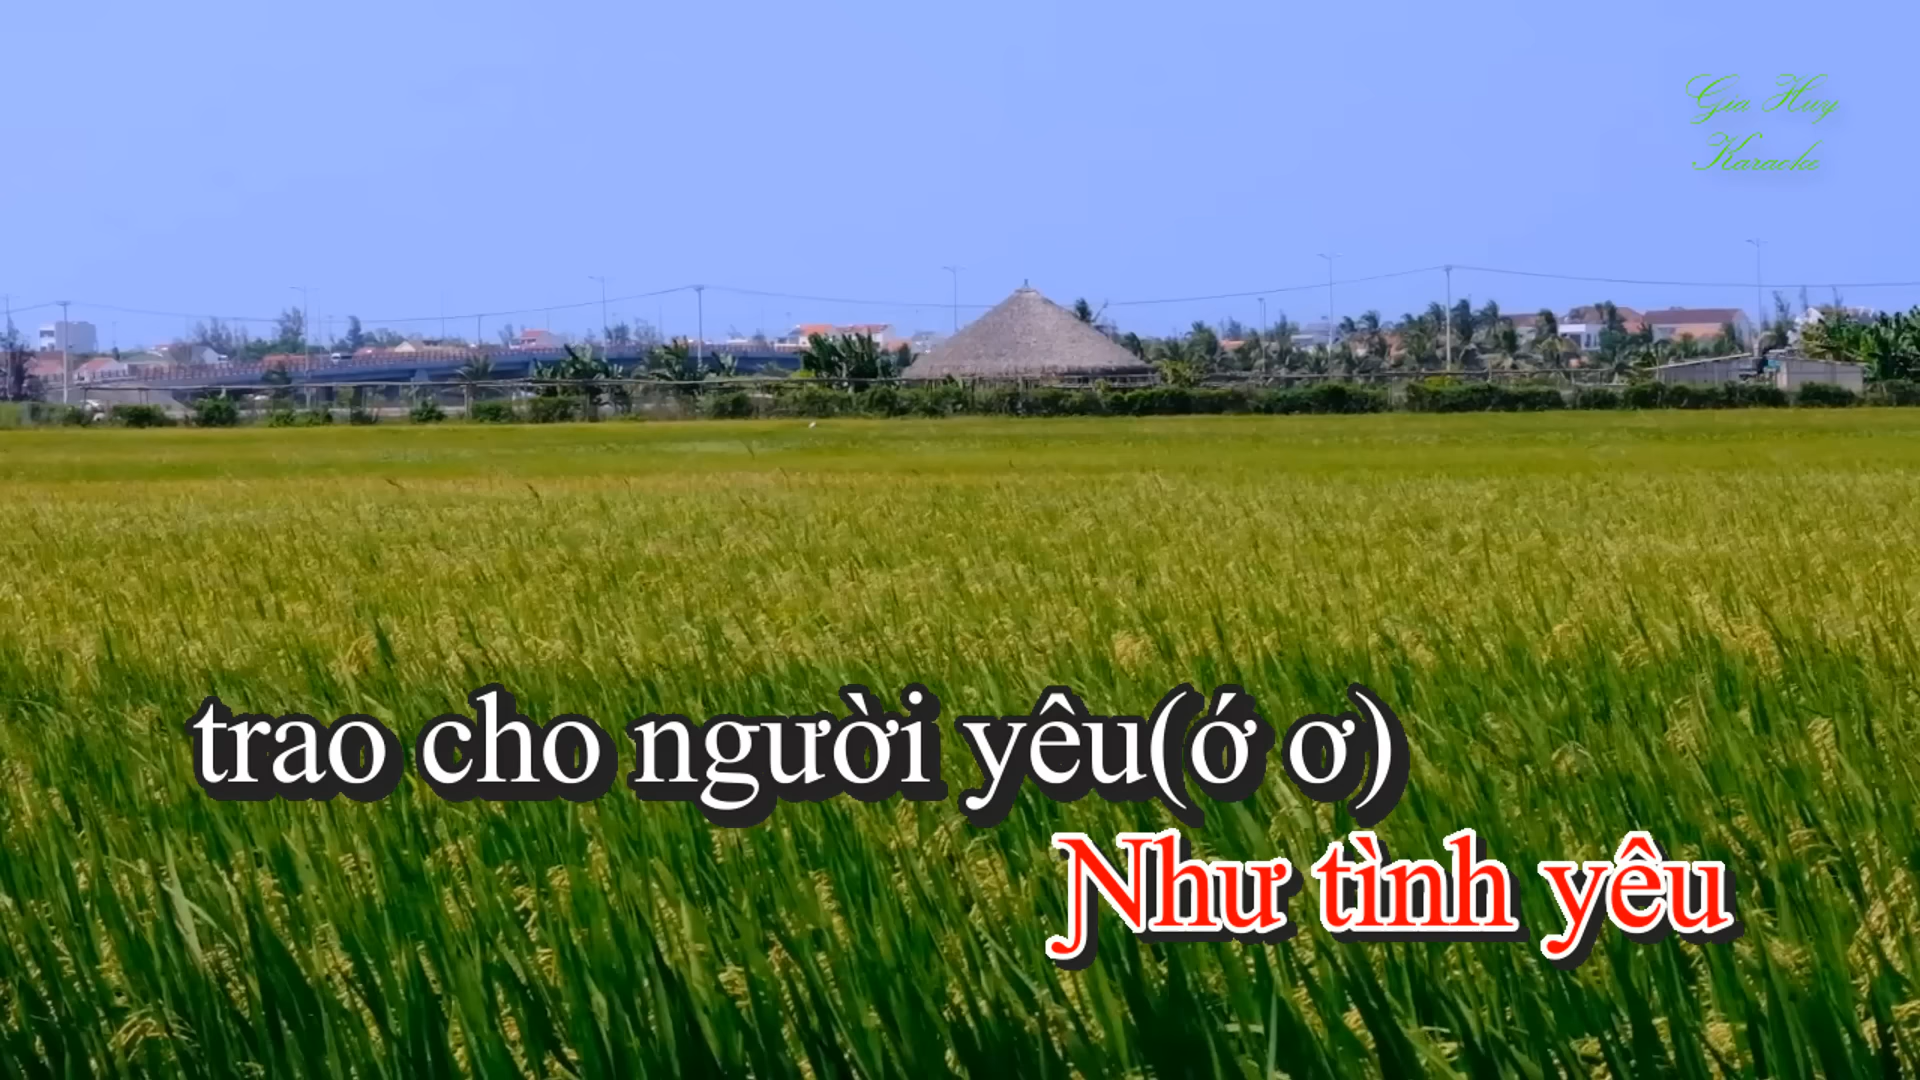 Gia Huy
Karaoke
trao cho người yêu(ớ ơ)
Như tình yêu